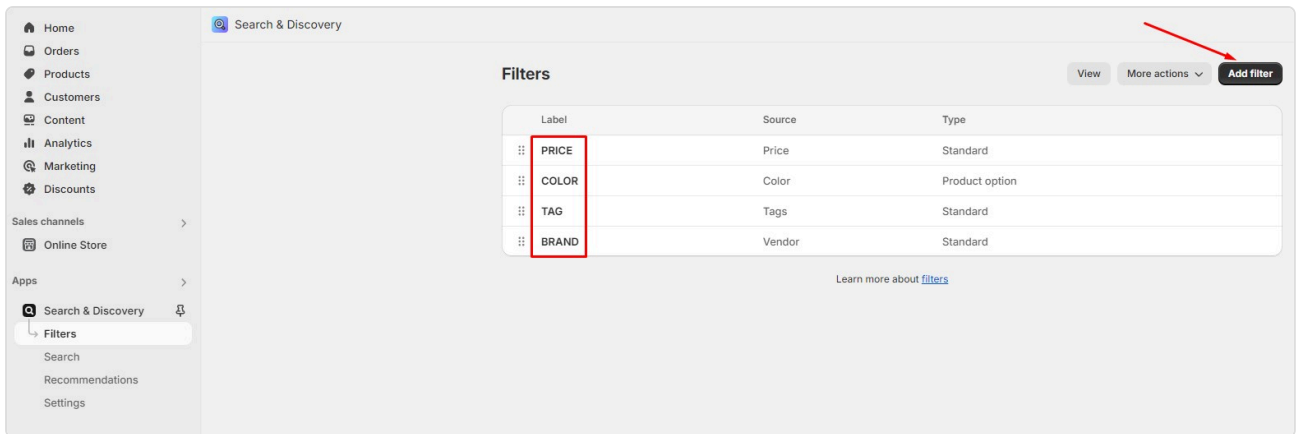 Home
Orders
Products
Customers
Content
Analytics
Marketing
Discounts
Sales channels
Online Store
Apps
Search & Discovery
Filters
Search
Recommendations
Settings
Search & Discovery
Filters
View
More actions
Add filter
Label Source Type
PRICE Price Standard
COLOR Color Product option
TAG Tags Standard
BRAND Vendor Standard
Learn more about filters